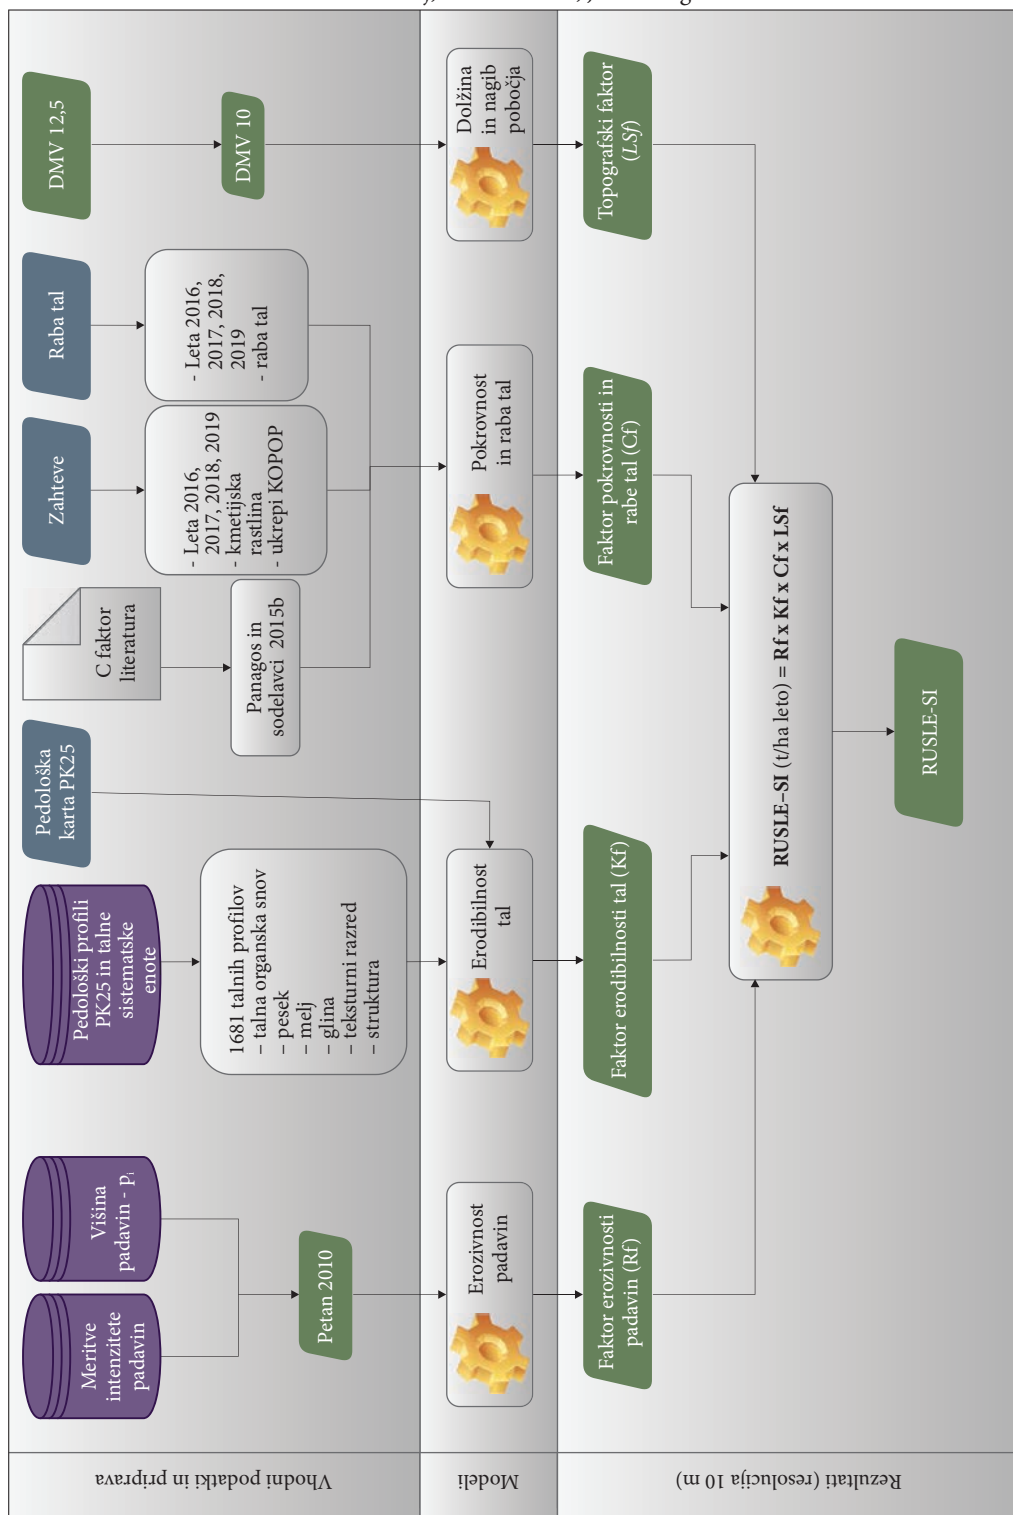 Vhodni podatki in priprava
Meritve
intenzitete
padavin
Višina
padavin - pᵢ
Pedološki profili
PK25 in talne
sistematske
enote
Pedološka
karta PK25
C faktor
literatura
Zahteve
Raba tal
DMV 12,5
Petan 2010
1681 talnih profilov
– talna organska snov
– pesek
– melj
– glina
– teksturni razred
– struktura
Panagos in
sodelavci 2015b
- Leta 2016,
2017, 2018, 2019
- kmetijska
rastlina
- ukrepi KOPOP
- Leta 2016,
2017, 2018,
2019
- raba tal
DMV 10
Modeli
Erozivnost
padavin
Erodibilnost
tal
Pokrovnost
in raba tal
Dolžina
in nagib
pobočja
Rezultati (resolucija 10 m)
Faktor erozivnosti
padavin (Rf)
Faktor erodibilnosti tal (Kf)
Faktor pokrovnosti in
rabe tal (Cf)
Topografski faktor
(LSf)
RUSLE–SI (t/ha leto) = Rf x Kf x Cf x LSf
RUSLE-SI